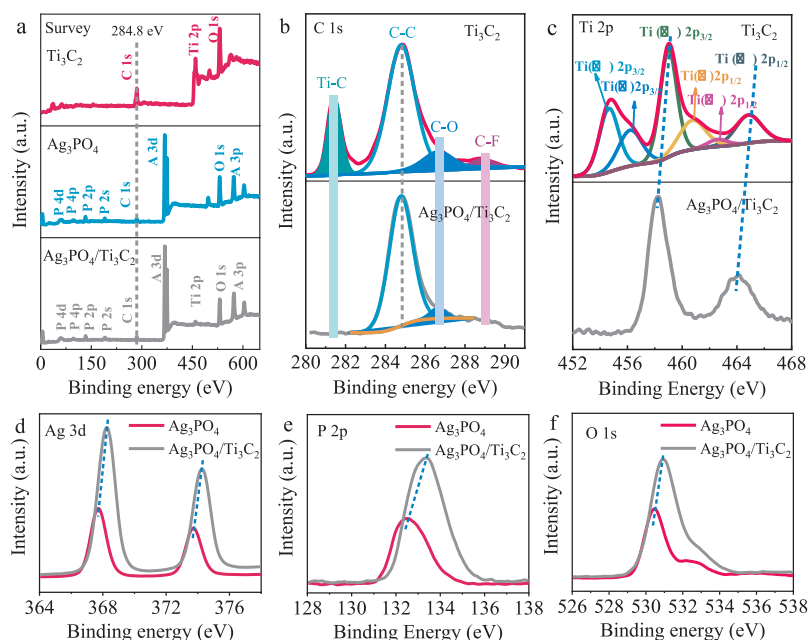 a
Survey
Ti₃C₂
284.8 eV
C 1s
Ti 2p
O 1s
Ag₃PO₄
P 4d
P 4p
P 2p
P 2s
C 1s
A 3d
O 1s
A 3p
Ag₃PO₄/Ti₃C₂
P 4d
P 4p
P 2p
P 2s
C 1s
A 3d
Ti 2p
O 1s
A 3p
Intensity (a.u.)
0 150 300 450 600
Binding energy (eV)
b
C 1s
C-C
Ti₃C₂
Ti-C
C-O
C-F
Ag₃PO₄/Ti₃C₂
Intensity (a.u.)
280 282 284 286 288 290
Binding energy (eV)
c
Ti 2p
Ti₃C₂
Ti (☒) 2p3/2
Ti (☒) 2p1/2
Ti(☒) 2p3/2
Ti(☒) 2p1/2
Ti(☒) 2p3/2
Ti(☒) 2p1/2
Ag₃PO₄/Ti₃C₂
Intensity (a.u.)
452 456 460 464 468
Binding Energy (eV)
d
Ag 3d
Ag₃PO₄
Ag₃PO₄/Ti₃C₂
Intensity (a.u.)
364 368 372 376
Binding energy (eV)
e
P 2p
Ag₃PO₄
Ag₃PO₄/Ti₃C₂
Intensity (a.u.)
128 130 132 134 136 138
Binding Energy (eV)
f
O 1s
Ag₃PO₄
Ag₃PO₄/Ti₃C₂
Intensity (a.u.)
526 528 530 532 534 536 538
Binding energy (eV)